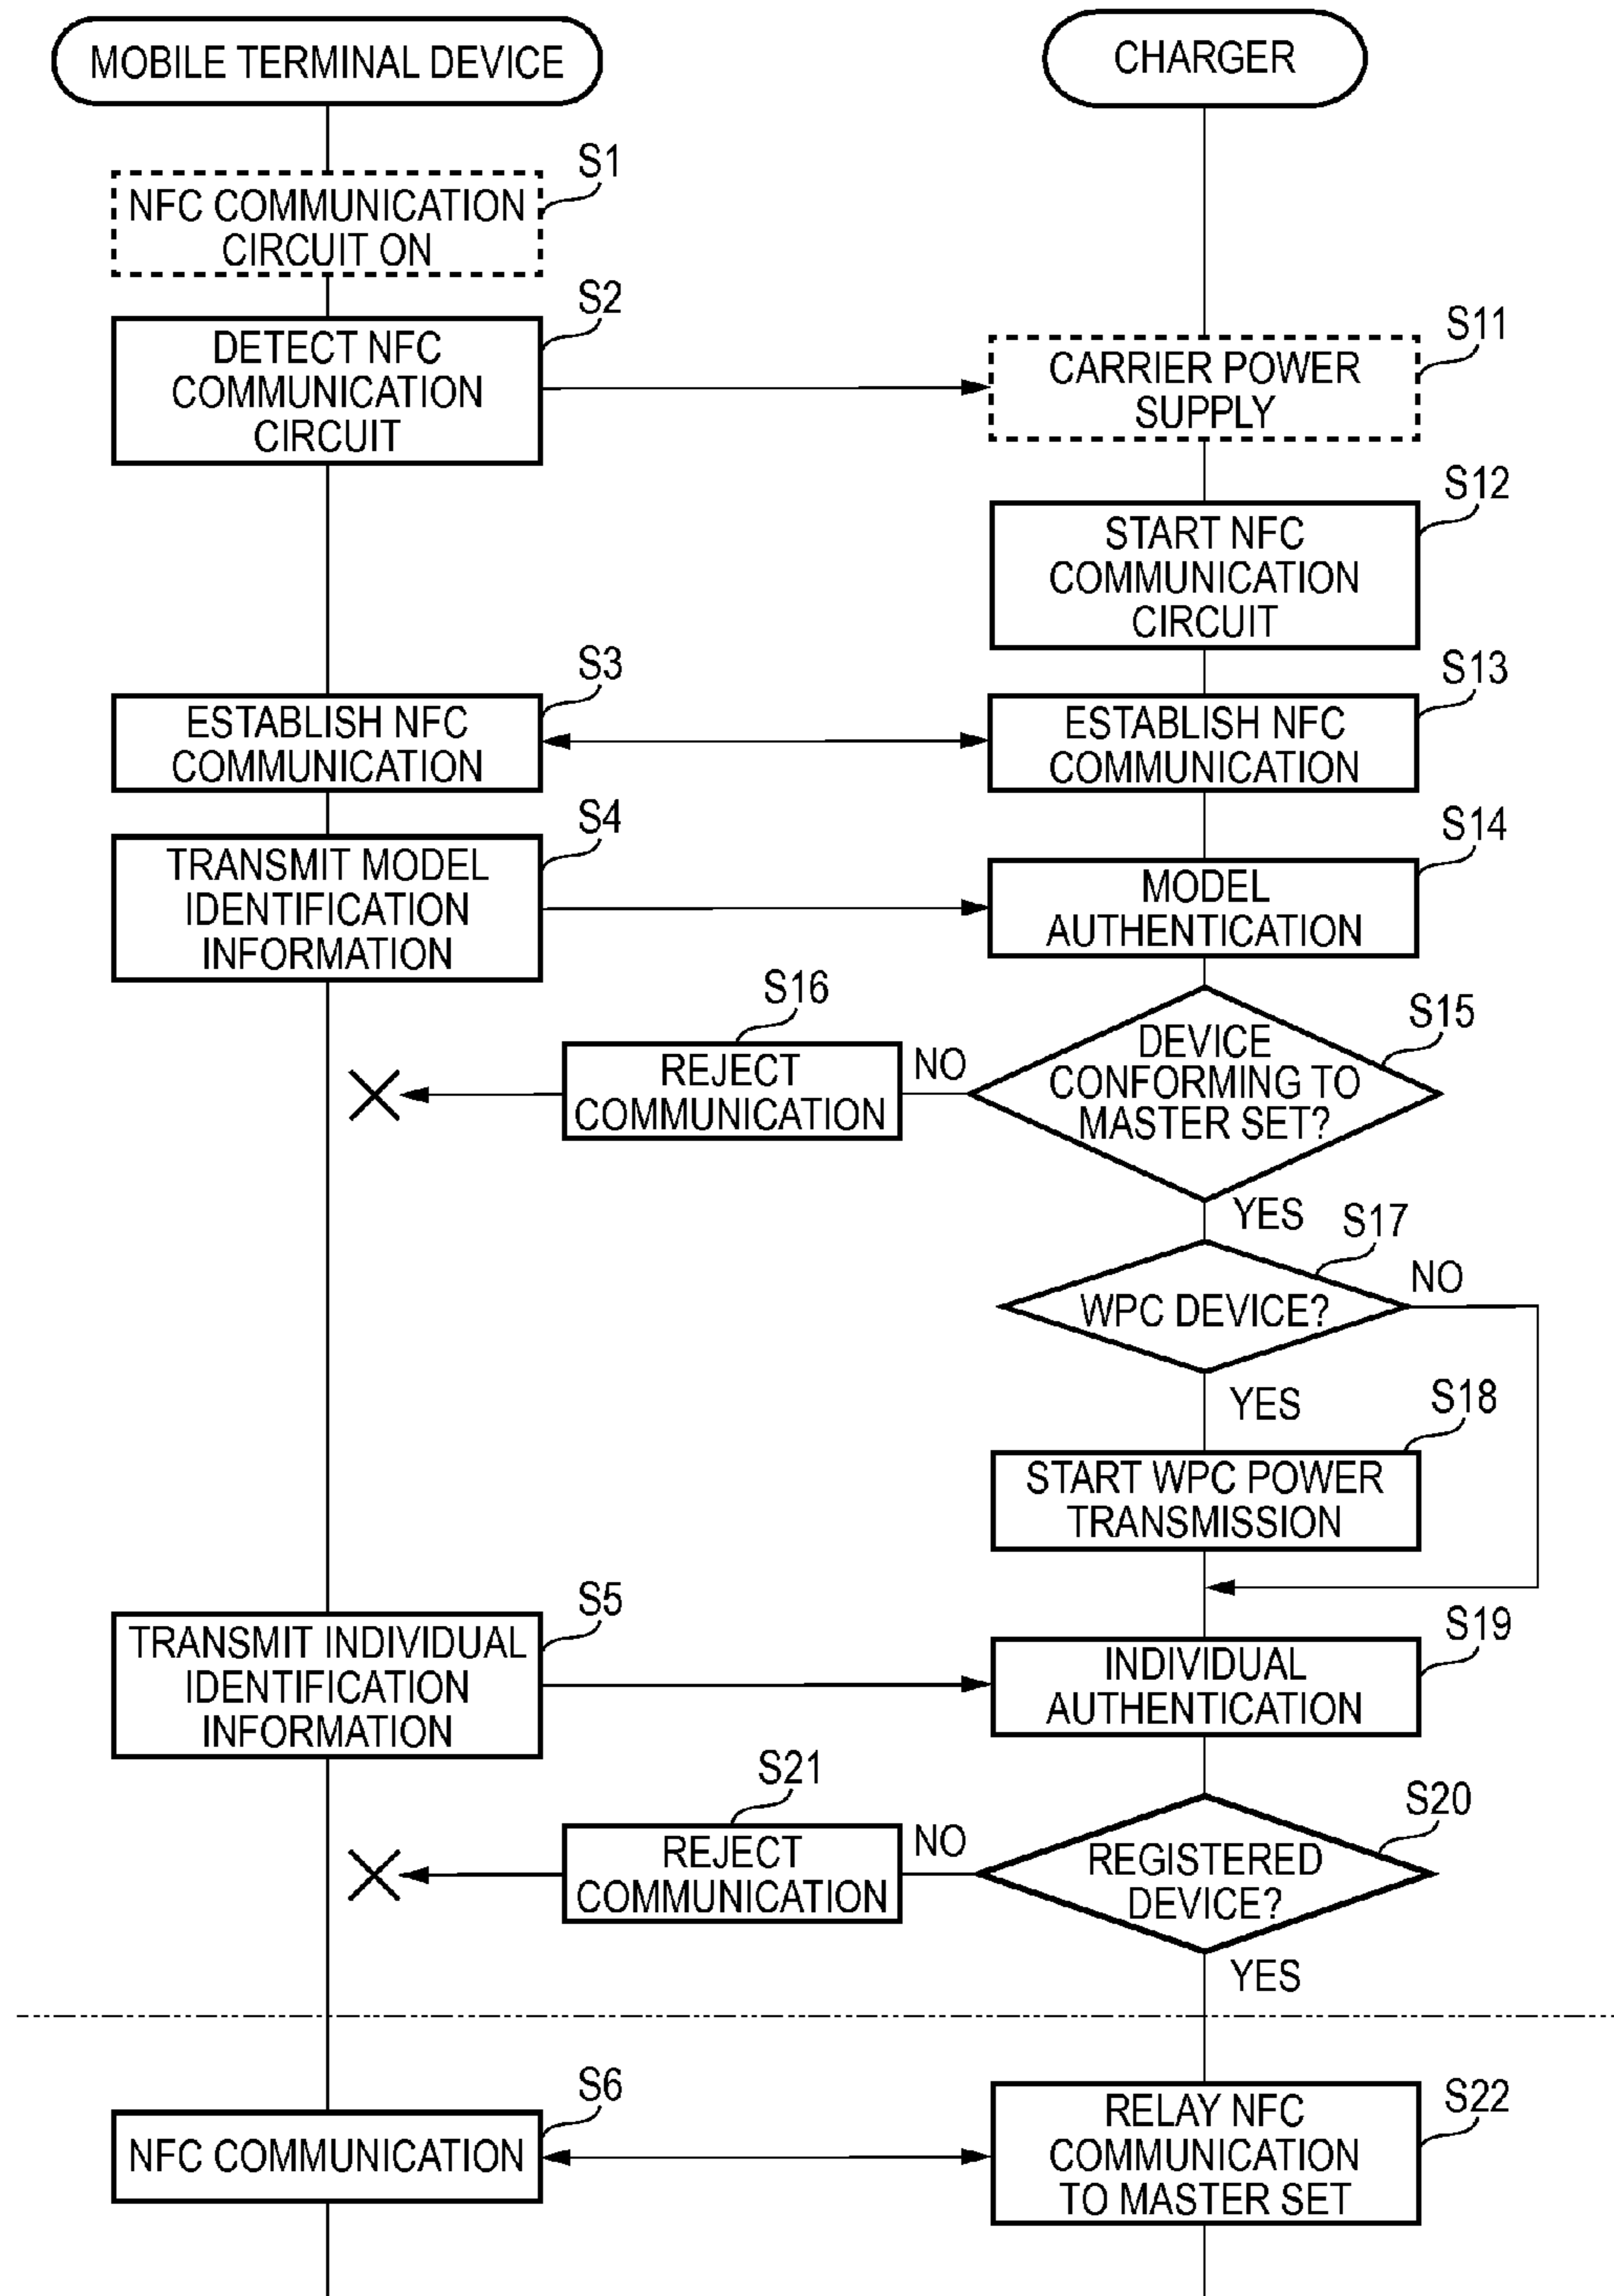 MOBILE TERMINAL DEVICE
CHARGER
S1
NFC COMMUNICATION
CIRCUIT ON
S2
DETECT NFC
COMMUNICATION
CIRCUIT
S11
CARRIER POWER
SUPPLY
S12
START NFC
COMMUNICATION
CIRCUIT
S3
ESTABLISH NFC
COMMUNICATION
S13
ESTABLISH NFC
COMMUNICATION
S4
TRANSMIT MODEL
IDENTIFICATION
INFORMATION
S14
MODEL
AUTHENTICATION
S15
DEVICE
CONFORMING TO
MASTER SET?
NO
S16
REJECT
COMMUNICATION
YES
S17
WPC DEVICE?
NO
YES
S18
START WPC POWER
TRANSMISSION
S5
TRANSMIT INDIVIDUAL
IDENTIFICATION
INFORMATION
S19
INDIVIDUAL
AUTHENTICATION
S20
REGISTERED
DEVICE?
NO
S21
REJECT
COMMUNICATION
YES
S6
NFC COMMUNICATION
S22
RELAY NFC
COMMUNICATION
TO MASTER SET